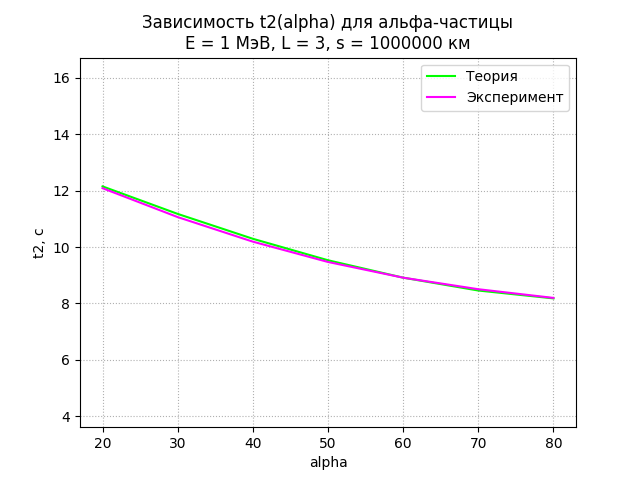 Зависимость t2(alpha) для альфа-частицы
E = 1 МэВ, L = 3, s = 1000000 км
Теория
Эксперимент
16
14
12
10
8
6
4
t2, с
20 30 40 50 60 70 80
alpha